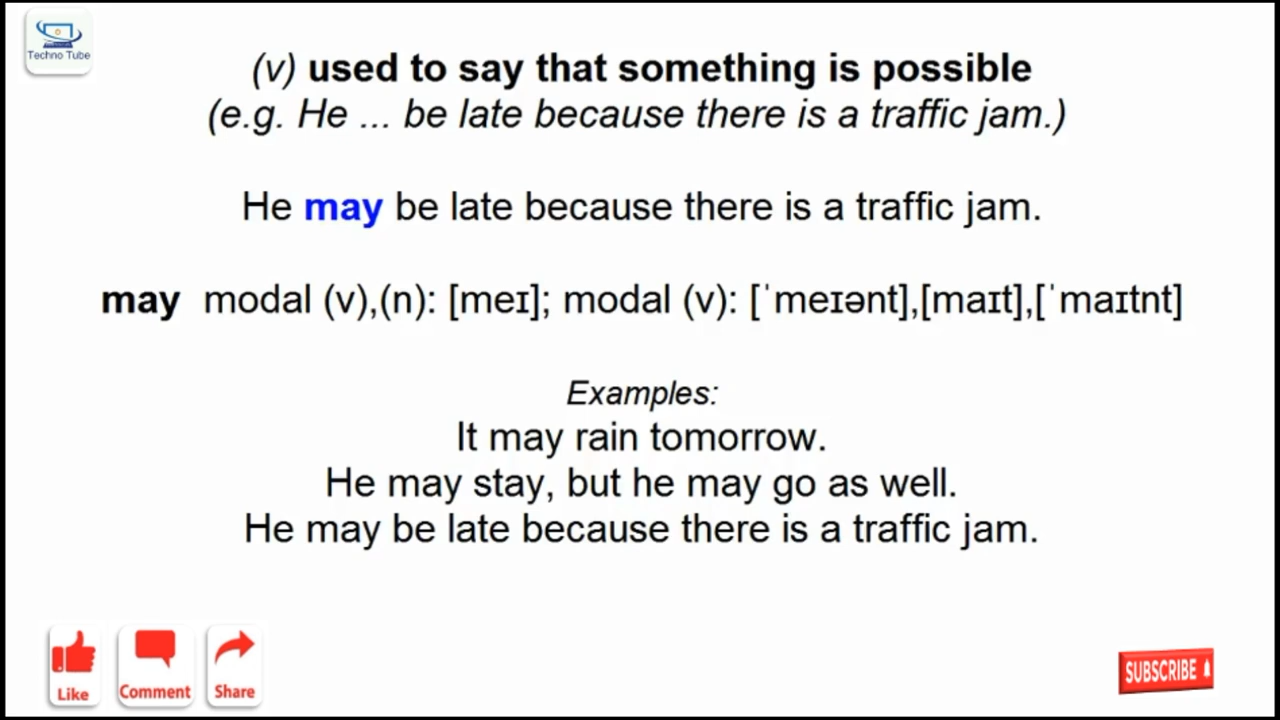 Techno Tube
(v) used to say that something is possible
(e.g. He ... be late because there is a traffic jam.)
He may be late because there is a traffic jam.
may modal (v),(n): [meɪ]; modal (v): [ˈmeɪənt],[maɪt],[ˈmaɪtnt]
Examples:
It may rain tomorrow.
He may stay, but he may go as well.
He may be late because there is a traffic jam.
Like Comment Share
SUBSCRIBE